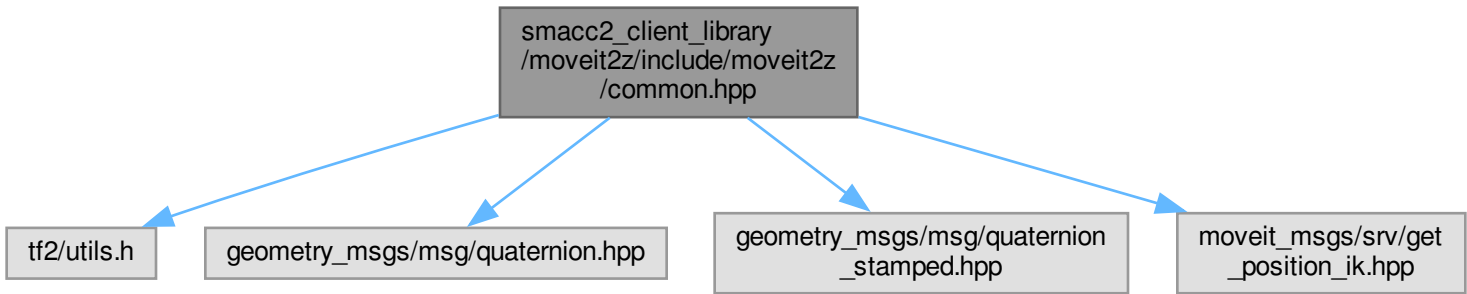 smacc2_client_library
/moveit2z/include/moveit2z
/common.hpp
tf2/utils.h
geometry_msgs/msg/quaternion.hpp
geometry_msgs/msg/quaternion
_stamped.hpp
moveit_msgs/srv/get
_position_ik.hpp